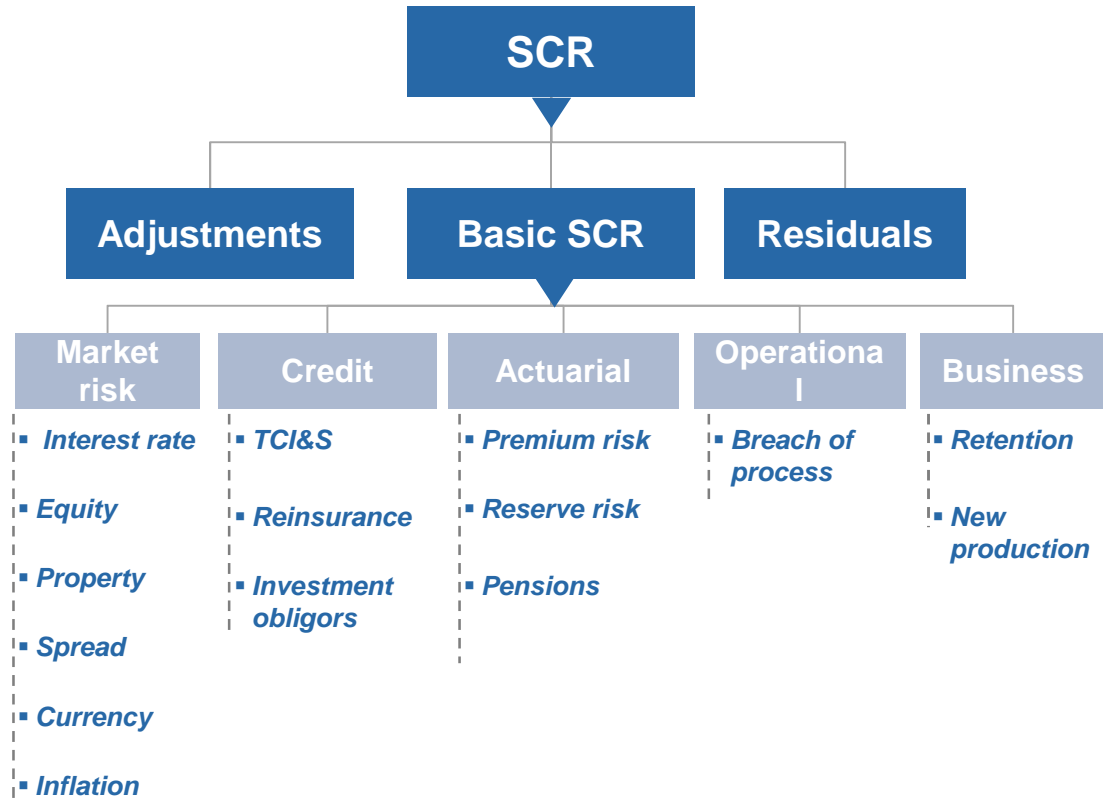 SCR
Adjustments
Basic SCR
Residuals
Market
risk
Credit
Actuarial
Operationa
l
Business
▪ Interest rate
▪ Equity
▪ Property
▪ Spread
▪ Currency
▪ Inflation
▪ TCI&S
▪ Reinsurance
▪ Investment
obligors
▪ Premium risk
▪ Reserve risk
▪ Pensions
▪ Breach of
process
▪ Retention
▪ New
production